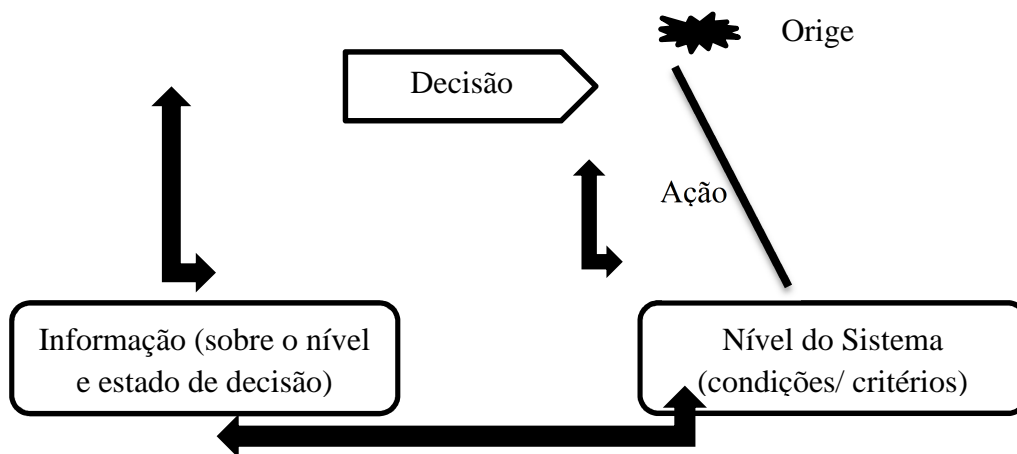 Orige
Decisão
Ação
Informação (sobre o nível
e estado de decisão)
Nível do Sistema
(condições/ critérios)